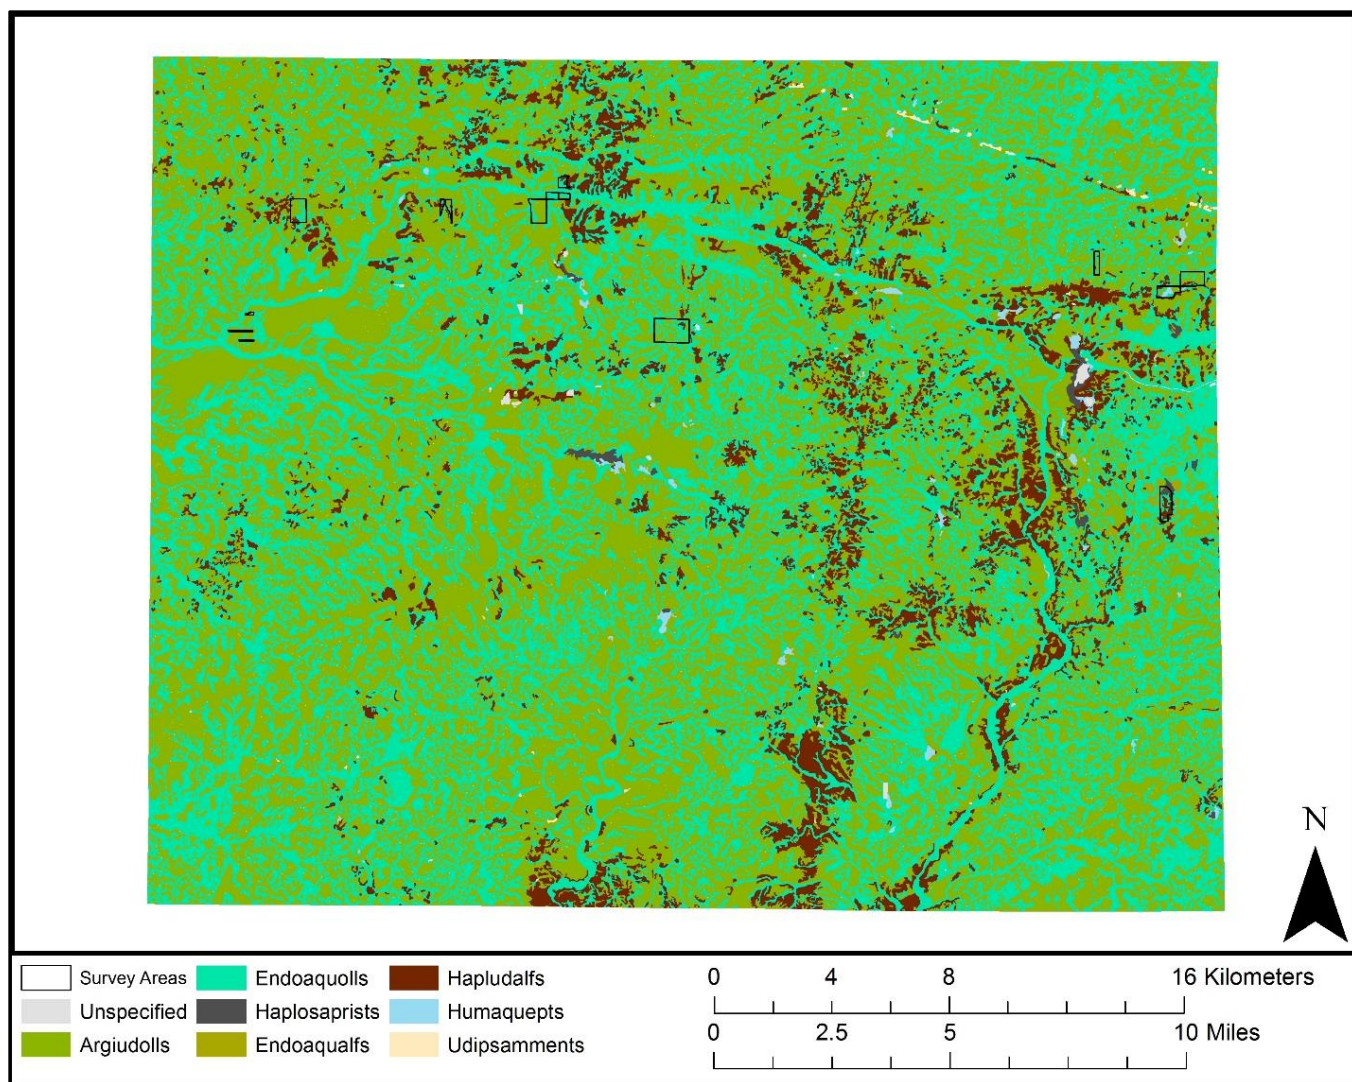 N
Survey Areas Endoaquolls Hapludalfs
Unspecified Haplosaprists Humaquepts
Argiudolls Endoaqualfs Udipsamments
0 4 8 16 Kilometers
0 2.5 5 10 Miles